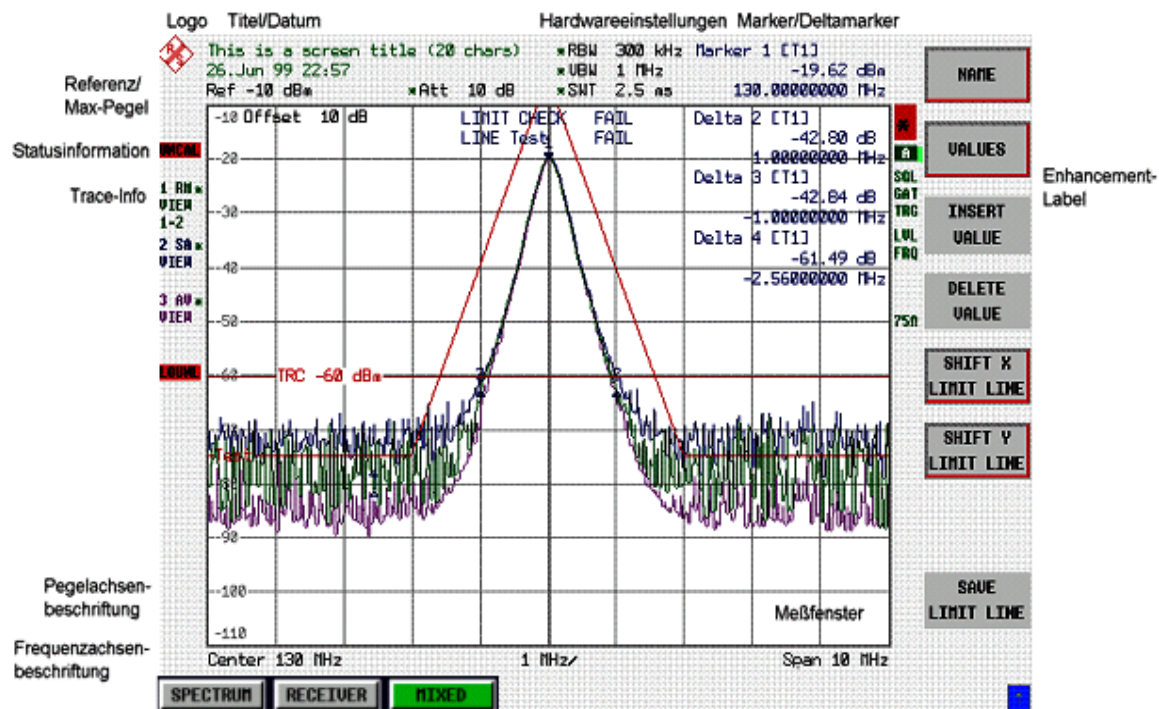 Logo Titel/Datum Hardwareeinstellungen Marker/Deltamarker
This is a screen title (20 chars) *RBW 300 kHz Marker 1 [T1]
26.Jun 99 22:57 *VBW 1 MHz -19.62 dBm
Ref -10 dBm *Att 10 dB *SWT 2.5 ms 130.00000000 MHz
NAME
Referenz/
Max-Pegel
-10 Offset 10 dB LIMIT CHECK FAIL Delta 2 [T1]
LINE Test FAIL -42.80 dB
1.00000000 MHz
*
A
VALUES
Statusinformation
UNCAL
-20
Delta 3 [T1]
-42.84 dB
-1.00000000 MHz
SGL
GAT
TRG
Enhancement-
Label
Trace-Info
1 RM*
VIEW
1-2
2 SA*
VIEW
-30
Delta 4 [T1]
-61.49 dB
-2.56000000 MHz
LVL
FRQ
INSERT
VALUE
-40
3 AV*
VIEW
DELETE
VALUE
-50
75Ω
-60
TRC -60 dBm
SHIFT X
LIMIT LINE
-70
SHIFT Y
LIMIT LINE
Test
-80
-90
Pegelachsen-
beschriftung
-100
Meßfenster
SAVE
LIMIT LINE
-110
Frequenzachsen-
beschriftung
Center 130 MHz 1 MHz/ Span 10 MHz
SPECTRUM RECEIVER MIXED